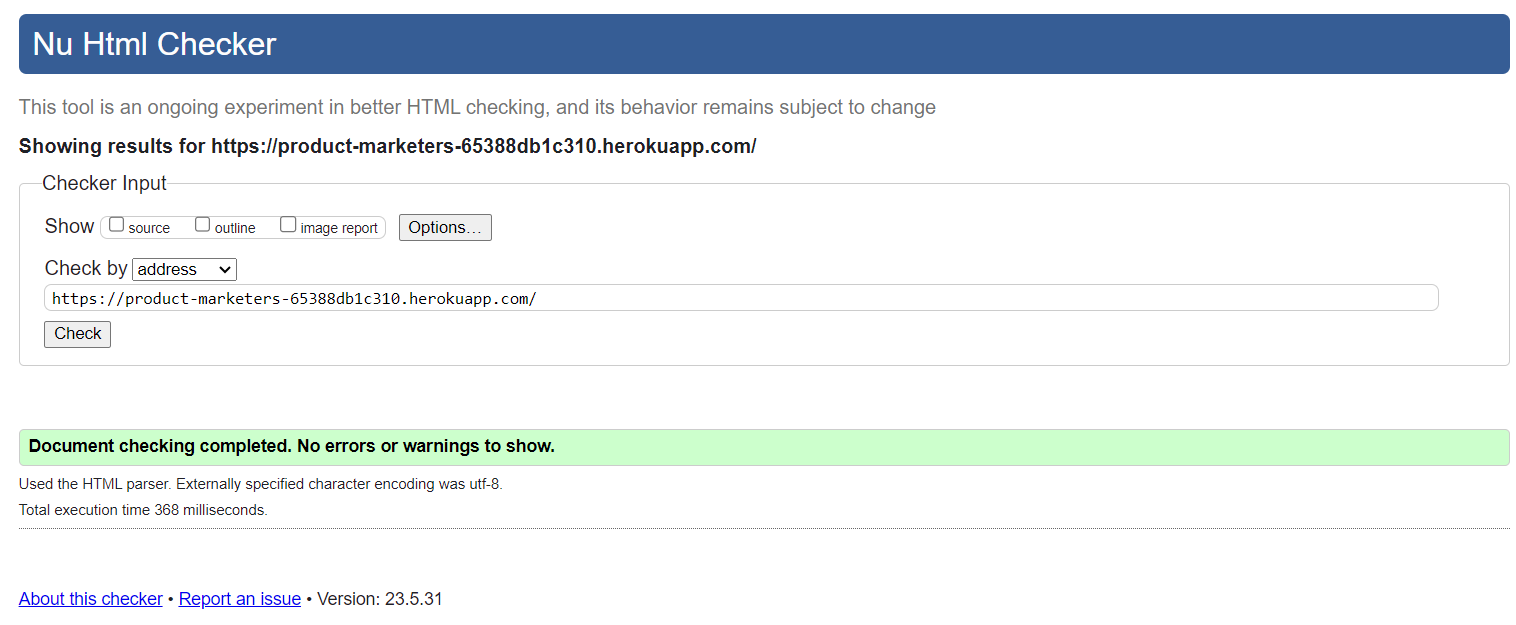 Nu Html Checker
This tool is an ongoing experiment in better HTML checking, and its behavior remains subject to change
Showing results for https://product-marketers-65388db1c310.herokuapp.com/
Checker Input
Show source outline image report Options...
Check by address
https://product-marketers-65388db1c310.herokuapp.com/
Check
Document checking completed. No errors or warnings to show.
Used the HTML parser. Externally specified character encoding was utf-8.
Total execution time 368 milliseconds.
About this checker • Report an issue • Version: 23.5.31